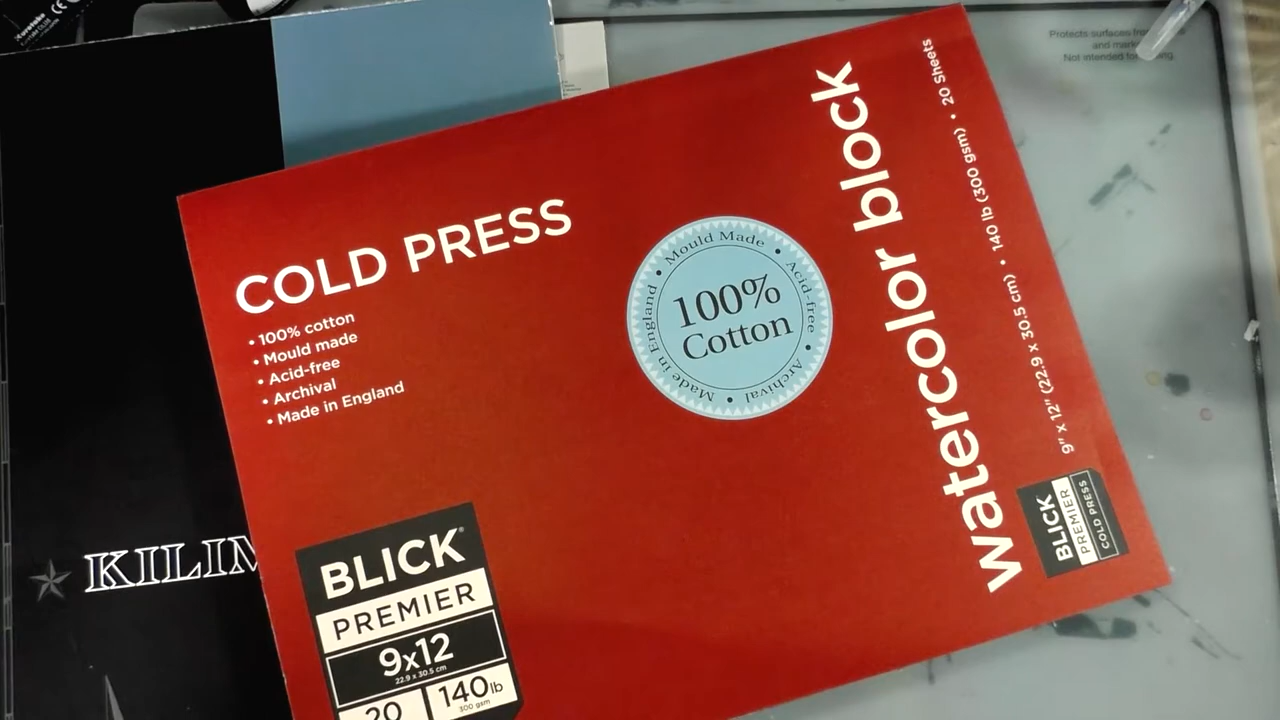 Kuretake
Protects surfaces
and
Not intended
COLD PRESS
• 100% cotton
• Mould made
• Acid-free
• Archival
• Made in England
Made in England • Mould Made • Acid-free • Archival •
100%
Cotton
watercolor block
9" x 12" (22.9 x 30.5 cm) • 140 lb (300 gsm) • 20 Sheets
BLICK
PREMIER
COLD PRESS
KILIM
BLICK®
PREMIER
9x12
22.9 x 30.5 cm
20
140lb
300 gsm